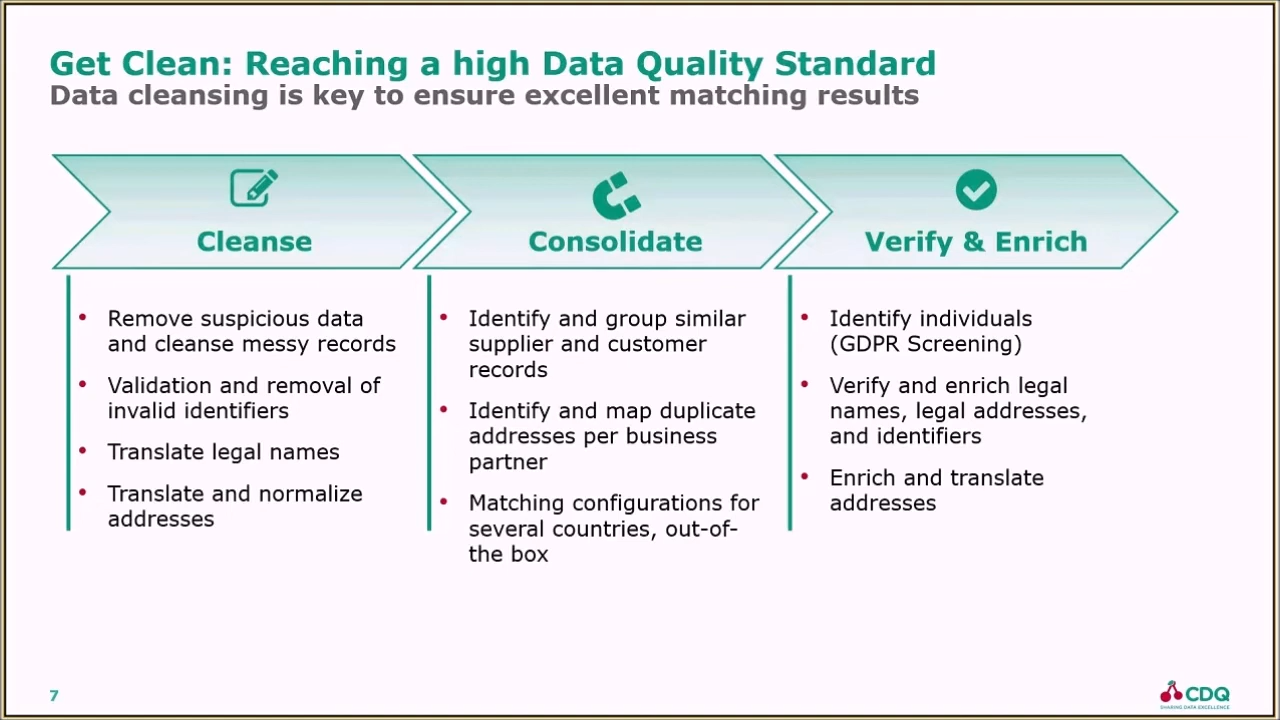 Get Clean: Reaching a high Data Quality Standard
Data cleansing is key to ensure excellent matching results
Cleanse
Consolidate
Verify & Enrich
• Remove suspicious data
and cleanse messy records
• Validation and removal of
invalid identifiers
• Translate legal names
• Translate and normalize
addresses
• Identify and group similar
supplier and customer
records
• Identify and map duplicate
addresses per business
partner
• Matching configurations for
several countries, out-of-
the box
• Identify individuals
(GDPR Screening)
• Verify and enrich legal
names, legal addresses,
and identifiers
• Enrich and translate
addresses
7
CDQ
SHARING DATA EXCELLENCE